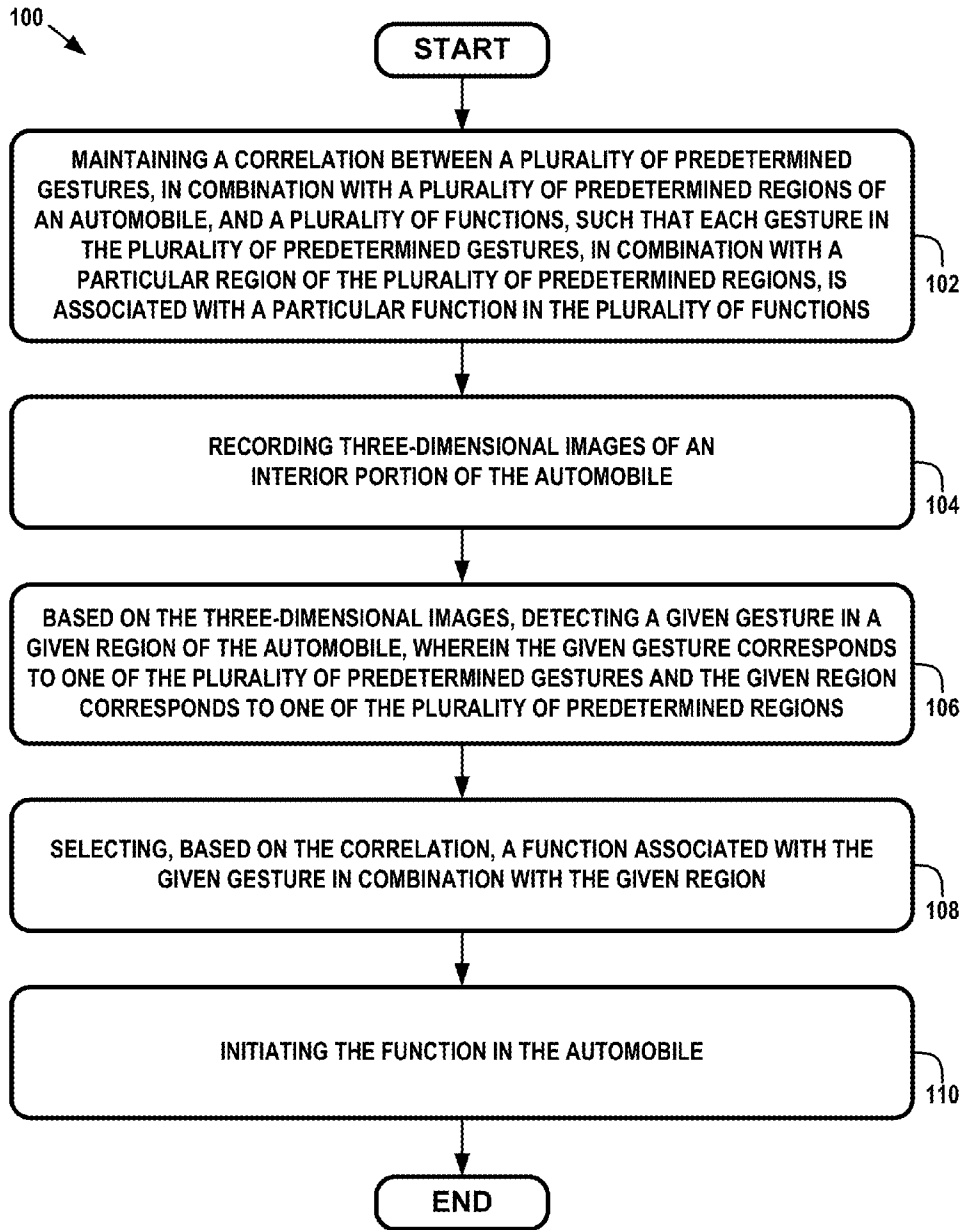 100
START
MAINTAINING A CORRELATION BETWEEN A PLURALITY OF PREDETERMINED
GESTURES, IN COMBINATION WITH A PLURALITY OF PREDETERMINED REGIONS OF
AN AUTOMOBILE, AND A PLURALITY OF FUNCTIONS, SUCH THAT EACH GESTURE IN
THE PLURALITY OF PREDETERMINED GESTURES, IN COMBINATION WITH A
PARTICULAR REGION OF THE PLURALITY OF PREDETERMINED REGIONS, IS
ASSOCIATED WITH A PARTICULAR FUNCTION IN THE PLURALITY OF FUNCTIONS
102
RECORDING THREE-DIMENSIONAL IMAGES OF AN
INTERIOR PORTION OF THE AUTOMOBILE
104
BASED ON THE THREE-DIMENSIONAL IMAGES, DETECTING A GIVEN GESTURE IN A
GIVEN REGION OF THE AUTOMOBILE, WHEREIN THE GIVEN GESTURE CORRESPONDS
TO ONE OF THE PLURALITY OF PREDETERMINED GESTURES AND THE GIVEN REGION
CORRESPONDS TO ONE OF THE PLURALITY OF PREDETERMINED REGIONS
106
SELECTING, BASED ON THE CORRELATION, A FUNCTION ASSOCIATED WITH THE
GIVEN GESTURE IN COMBINATION WITH THE GIVEN REGION
108
INITIATING THE FUNCTION IN THE AUTOMOBILE
110
END